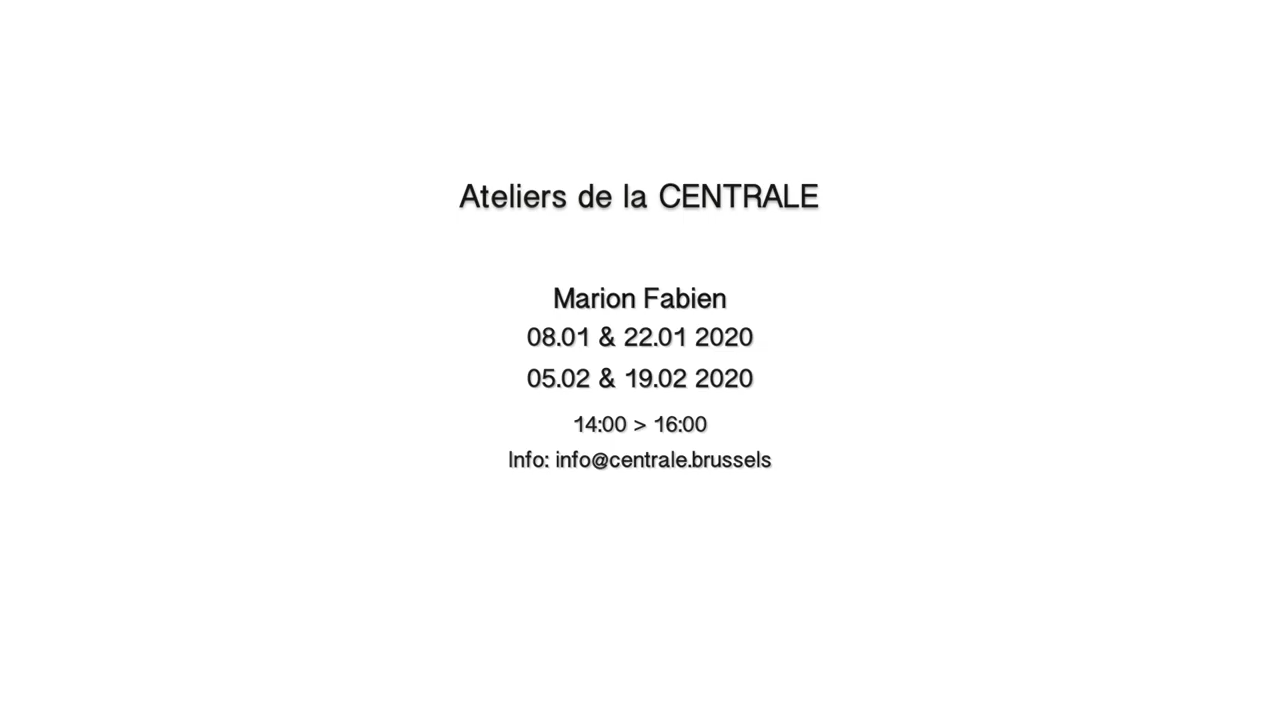 Ateliers de la CENTRALE
Marion Fabien
08.01 & 22.01 2020
05.02 & 19.02 2020
14:00 > 16:00
Info: info@centrale.brussels